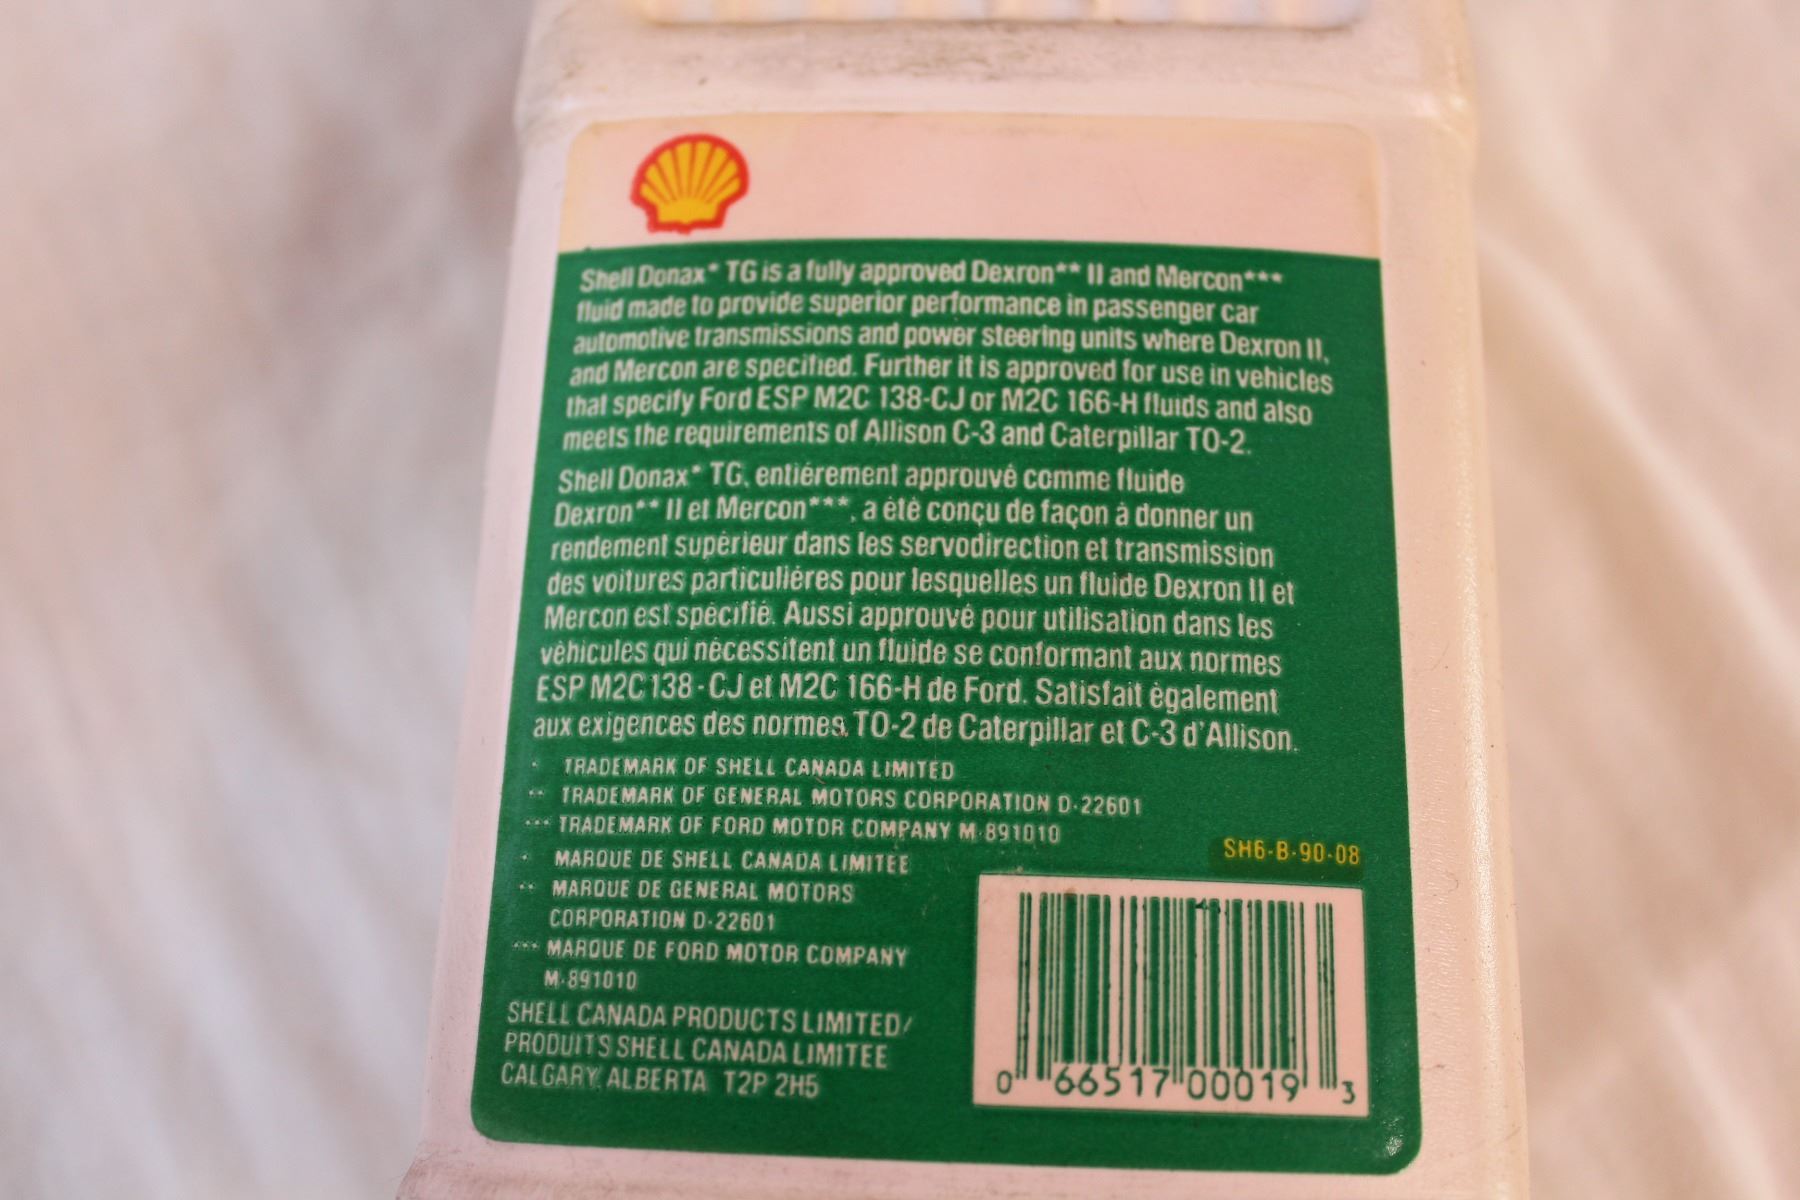 Shell Donax* TG is a fully approved Dexron** II and Mercon***
fluid made to provide superior performance in passenger car
automotive transmissions and power steering units where Dexron II,
and Mercon are specified. Further it is approved for use in vehicles
that specify Ford ESP M2C 138-CJ or M2C 166-H fluids and also
meets the requirements of Allison C-3 and Caterpillar TO-2.
Shell Donax* TG, entiérement approuvé comme fluide
Dexron** II et Mercon***, a été conçu de façon à donner un
rendement supérieur dans les servodirection et transmission
des voitures particuliéres pour lesquelles un fluide Dexron II et
Mercon est spécifié. Aussi approuvé pour utilisation dans les
véhicules qui nécessitent un fluide se conformant aux normes
ESP M2C 138 - CJ et M2C 166-H de Ford. Satisfait également
aux exigences des normes TO-2 de Caterpillar et C-3 d'Allison.
* TRADEMARK OF SHELL CANADA LIMITED
** TRADEMARK OF GENERAL MOTORS CORPORATION D-22601
*** TRADEMARK OF FORD MOTOR COMPANY M-891010
* MARQUE DE SHELL CANADA LIMITEE
** MARQUE DE GENERAL MOTORS
CORPORATION D-22601
*** MARQUE DE FORD MOTOR COMPANY
M-891010
SHELL CANADA PRODUCTS LIMITED/
PRODUITS SHELL CANADA LIMITEE
CALGARY, ALBERTA T2P 2H5
SH6-B-90-08
0 66517 00019 3